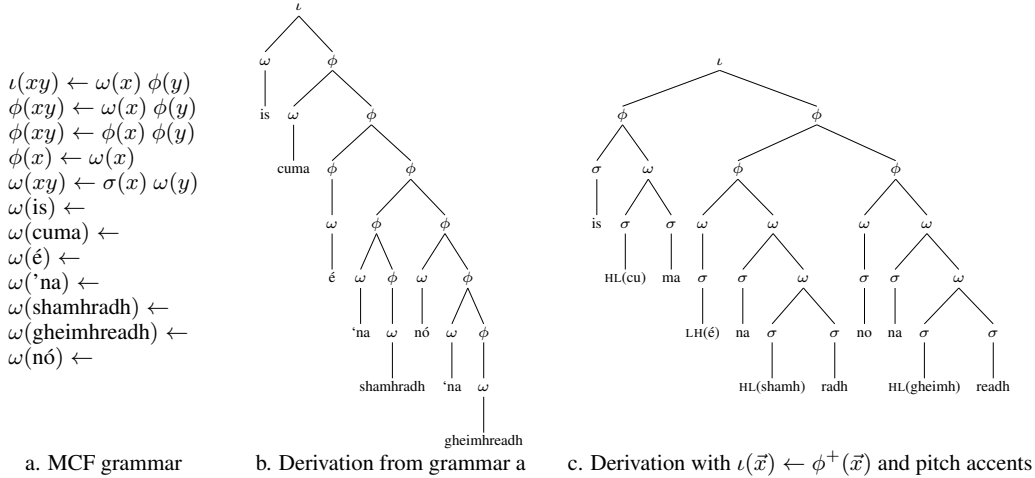 ι
ω ϕ
is ω ϕ
cuma ϕ ϕ
ω ϕ ϕ
é ω ϕ ω ϕ
‘na ω nó ω ϕ
shamhradh ‘na ω
gheimhreadh
ι(xy) ← ω(x) ϕ(y)
ϕ(xy) ← ω(x) ϕ(y)
ϕ(xy) ← ϕ(x) ϕ(y)
ϕ(x) ← ω(x)
ω(xy) ← σ(x) ω(y)
ω(is) ←
ω(cuma) ←
ω(é) ←
ω('na) ←
ω(shamhradh) ←
ω(gheimhreadh) ←
ω(nó) ←
ι
ϕ ϕ
σ ω ϕ ϕ
is σ σ ω ω ω ω
HL(cu) ma σ σ ω σ σ ω
LH(é) na σ σ no na σ σ
HL(shamh) radh HL(gheimh) readh
a. MCF grammar
b. Derivation from grammar a
c. Derivation with ι(x⃗) ← ϕ⁺(x⃗) and pitch accents